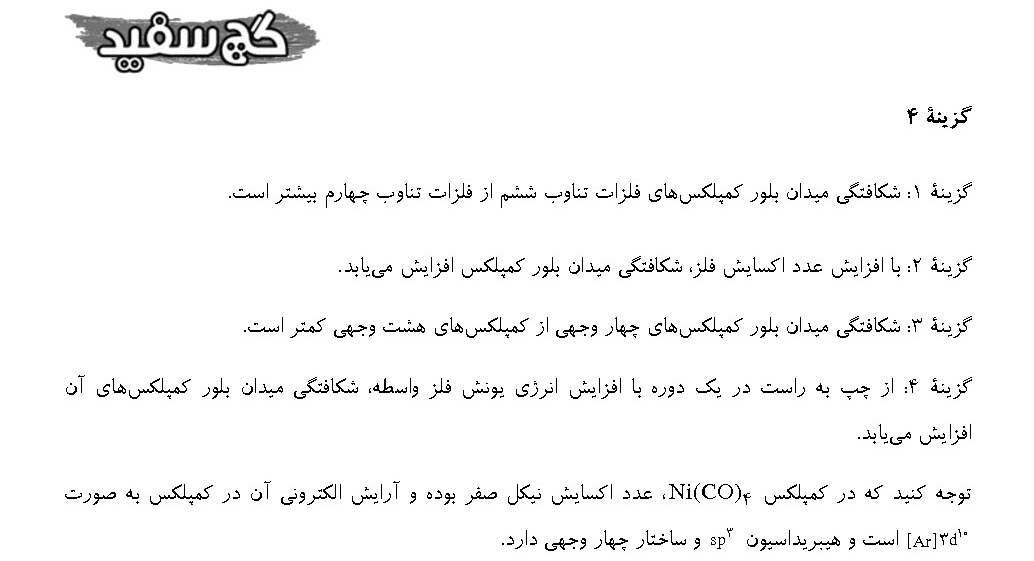 گچ سفید
گزینهٔ ۴
گزینهٔ ۱: شکافتگی میدان بلور کمپلکس‌های فلزات تناوب ششم از فلزات تناوب چهارم بیشتر است.
گزینهٔ ۲: با افزایش عدد اکسایش فلز، شکافتگی میدان بلور کمپلکس افزایش می‌یابد.
گزینهٔ ۳: شکافتگی میدان بلور کمپلکس‌های چهار وجهی از کمپلکس‌های هشت وجهی کمتر است.
گزینهٔ ۴: از چپ به راست در یک دوره با افزایش انرژی یونش فلز واسطه، شکافتگی میدان بلور کمپلکس‌های آن
افزایش می‌یابد.
توجه کنید که در کمپلکس Ni(CO)۴، عدد اکسایش نیکل صفر بوده و آرایش الکترونی آن در کمپلکس به صورت
[Ar]۳d۱۰ است و هیبریداسیون sp۳ و ساختار چهار وجهی دارد.